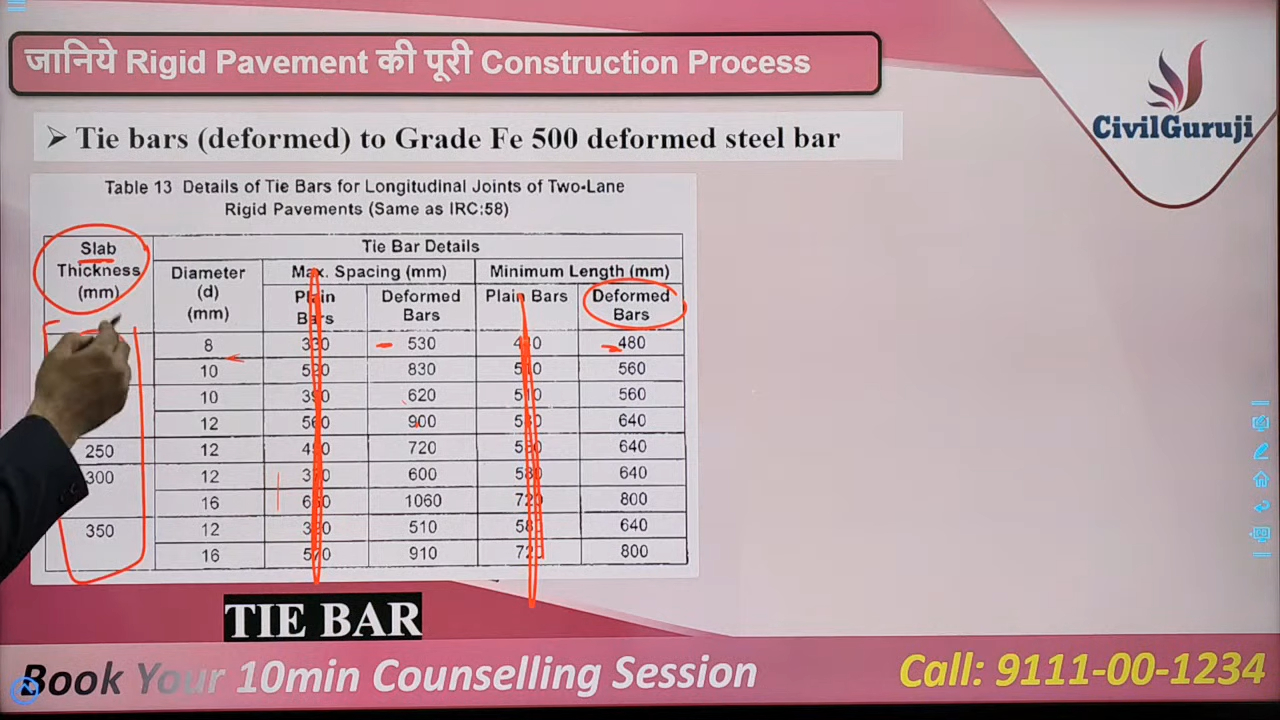 जानिये Rigid Pavement की पूरी Construction Process
CivilGuruji
➢ Tie bars (deformed) to Grade Fe 500 deformed steel bar
Table 13 Details of Tie Bars for Longitudinal Joints of Two-Lane
Rigid Pavements (Same as IRC:58)
Slab Thickness (mm)
Tie Bar Details
Diameter (d) (mm)
Max. Spacing (mm)
Minimum Length (mm)
Plain Bars
Deformed Bars
Plain Bars
Deformed Bars
8 330 530 480
10 830 560
10 390 620 560
12 560 900 640
250 12 720 640
300 12 600 640
16 1060 800
350 12 510 640
16 910 800
TIE BAR
Book Your 10min Counselling Session
Call: 9111-00-1234